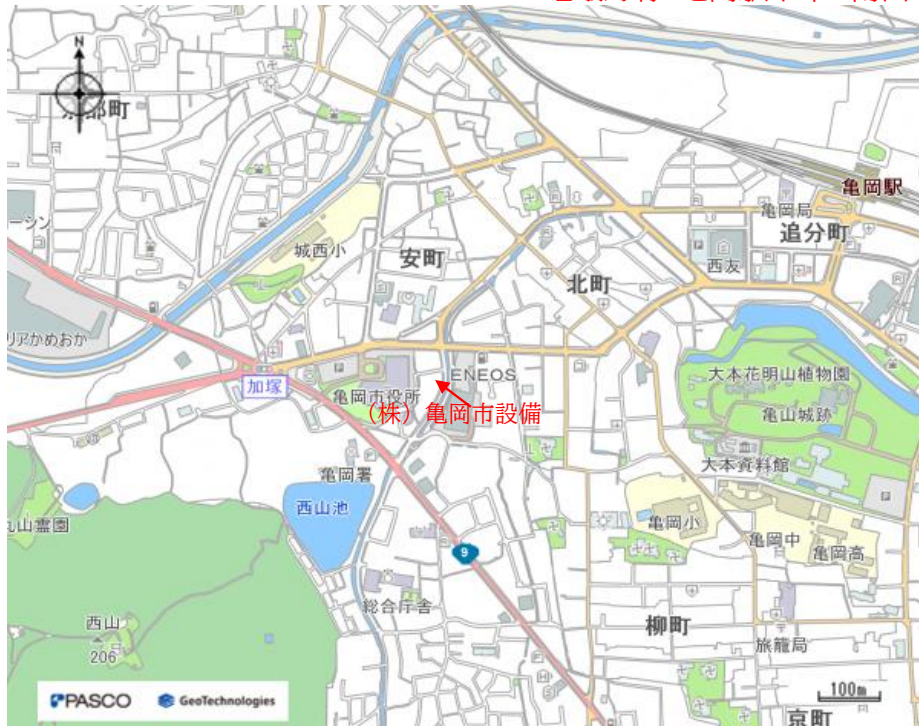 N
亀岡駅
亀岡局
追分町
ーシン
城西小
安町
西友
北町
リアかめおか
ENEOS
大本花明山植物園
加塚
亀岡市役所
(株)亀岡市設備
亀山城跡
大本資料館
亀岡署
西山池
丸山霊園
亀岡小
亀岡中
亀岡高
9
総合庁舎
西山
206
柳町
旅籠局
PASCO
GeoTechnologies
100m
京町